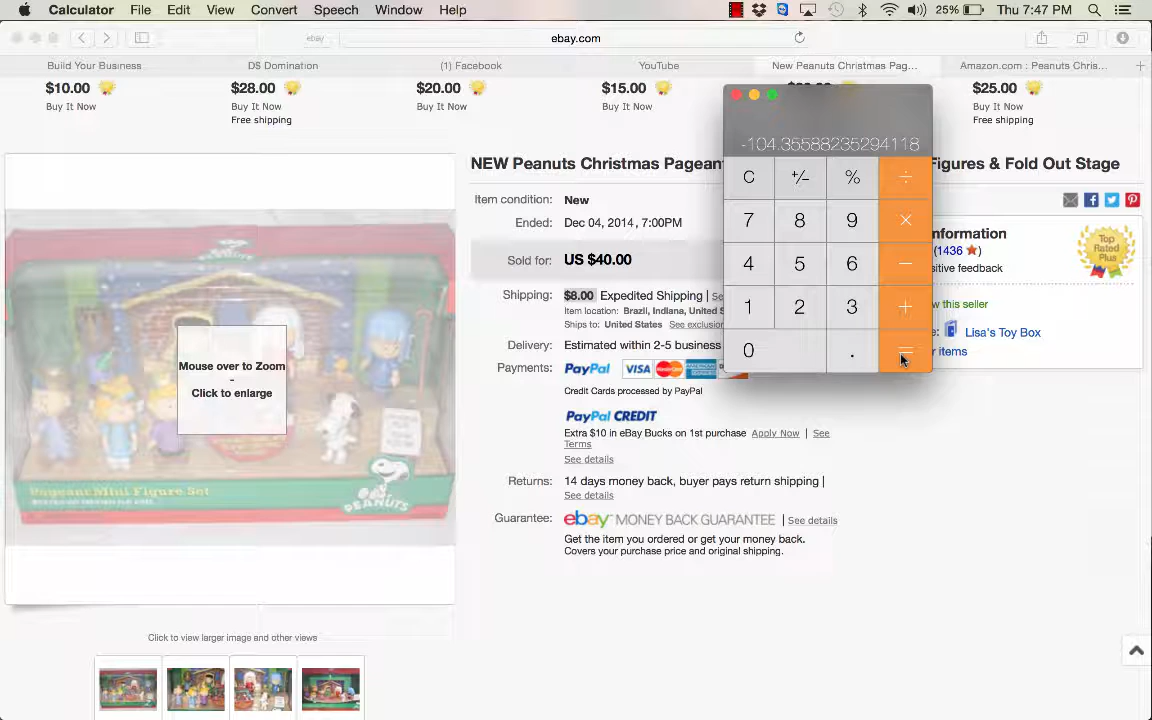 Calculator File Edit View Convert Speech Window Help 25% Thu 7:47 PM
ebay ebay.com
Build Your Business D$ Domination (1) Facebook YouTube New Peanuts Christmas Pag... Amazon.com : Peanuts Chris...
$10.00 $28.00 $20.00 $15.00 $25.00
Buy It Now Buy It Now Buy It Now Buy It Now Buy It Now
Free shipping Free shipping
-104.35588235294118
NEW Peanuts Christmas Pageant Figures & Fold Out Stage
C +/− % ÷
7 8 9 ×
4 5 6 −
1 2 3 +
0 . =
Item condition: New
Ended: Dec 04, 2014 , 7:00PM
Sold for: US $40.00
Shipping: $8.00 Expedited Shipping |
Item location: Brazil, Indiana, United S
Ships to: United States See exclusion
Delivery: Estimated within 2-5 business
Payments: PayPal VISA MasterCard
Credit Cards processed by PayPal
PayPal CREDIT
Extra $10 in eBay Bucks on 1st purchase Apply Now | See
Terms
See details
Returns: 14 days money back, buyer pays return shipping |
See details
Guarantee: ebay MONEY BACK GUARANTEE | See details
Get the item you ordered or get your money back.
Covers your purchase price and original shipping.
nformation
(1436 )
sitive feedback
Top Rated Plus
w this seller
e: Lisa's Toy Box
r items
Mouse over to Zoom
-
Click to enlarge
Pageant Mini Figure Set
PEANUTS
Click to view larger image and other views